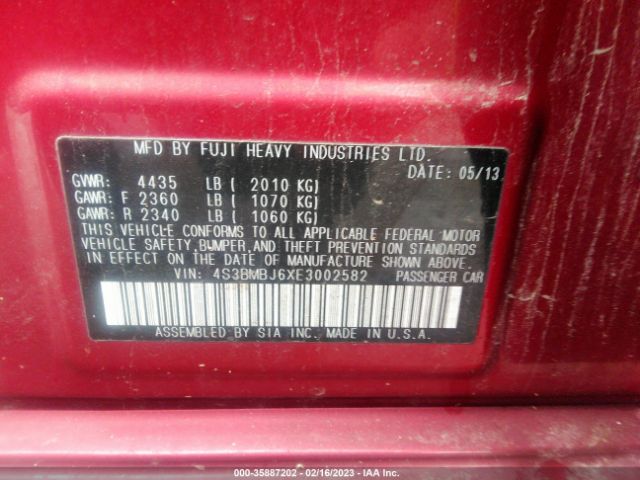 MFD BY FUJI HEAVY INDUSTRIES LTD.
DATE: 05/13
GVWR: 4435 LB ( 2010 KG)
GAWR: F 2360 LB ( 1070 KG)
GAWR: R 2340 LB ( 1060 KG)
THIS VEHICLE CONFORMS TO ALL APPLICABLE FEDERAL MOTOR
VEHICLE SAFETY, BUMPER, AND THEFT PREVENTION STANDARDS
IN EFFECT ON THE DATE OF MANUFACTURE SHOWN ABOVE.
VIN: 4S3BMBJ6XE3002582 PASSENGER CAR
ASSEMBLED BY SIA INC. MADE IN U.S.A.
000-35887202 - 02/16/2023 - IAA Inc.